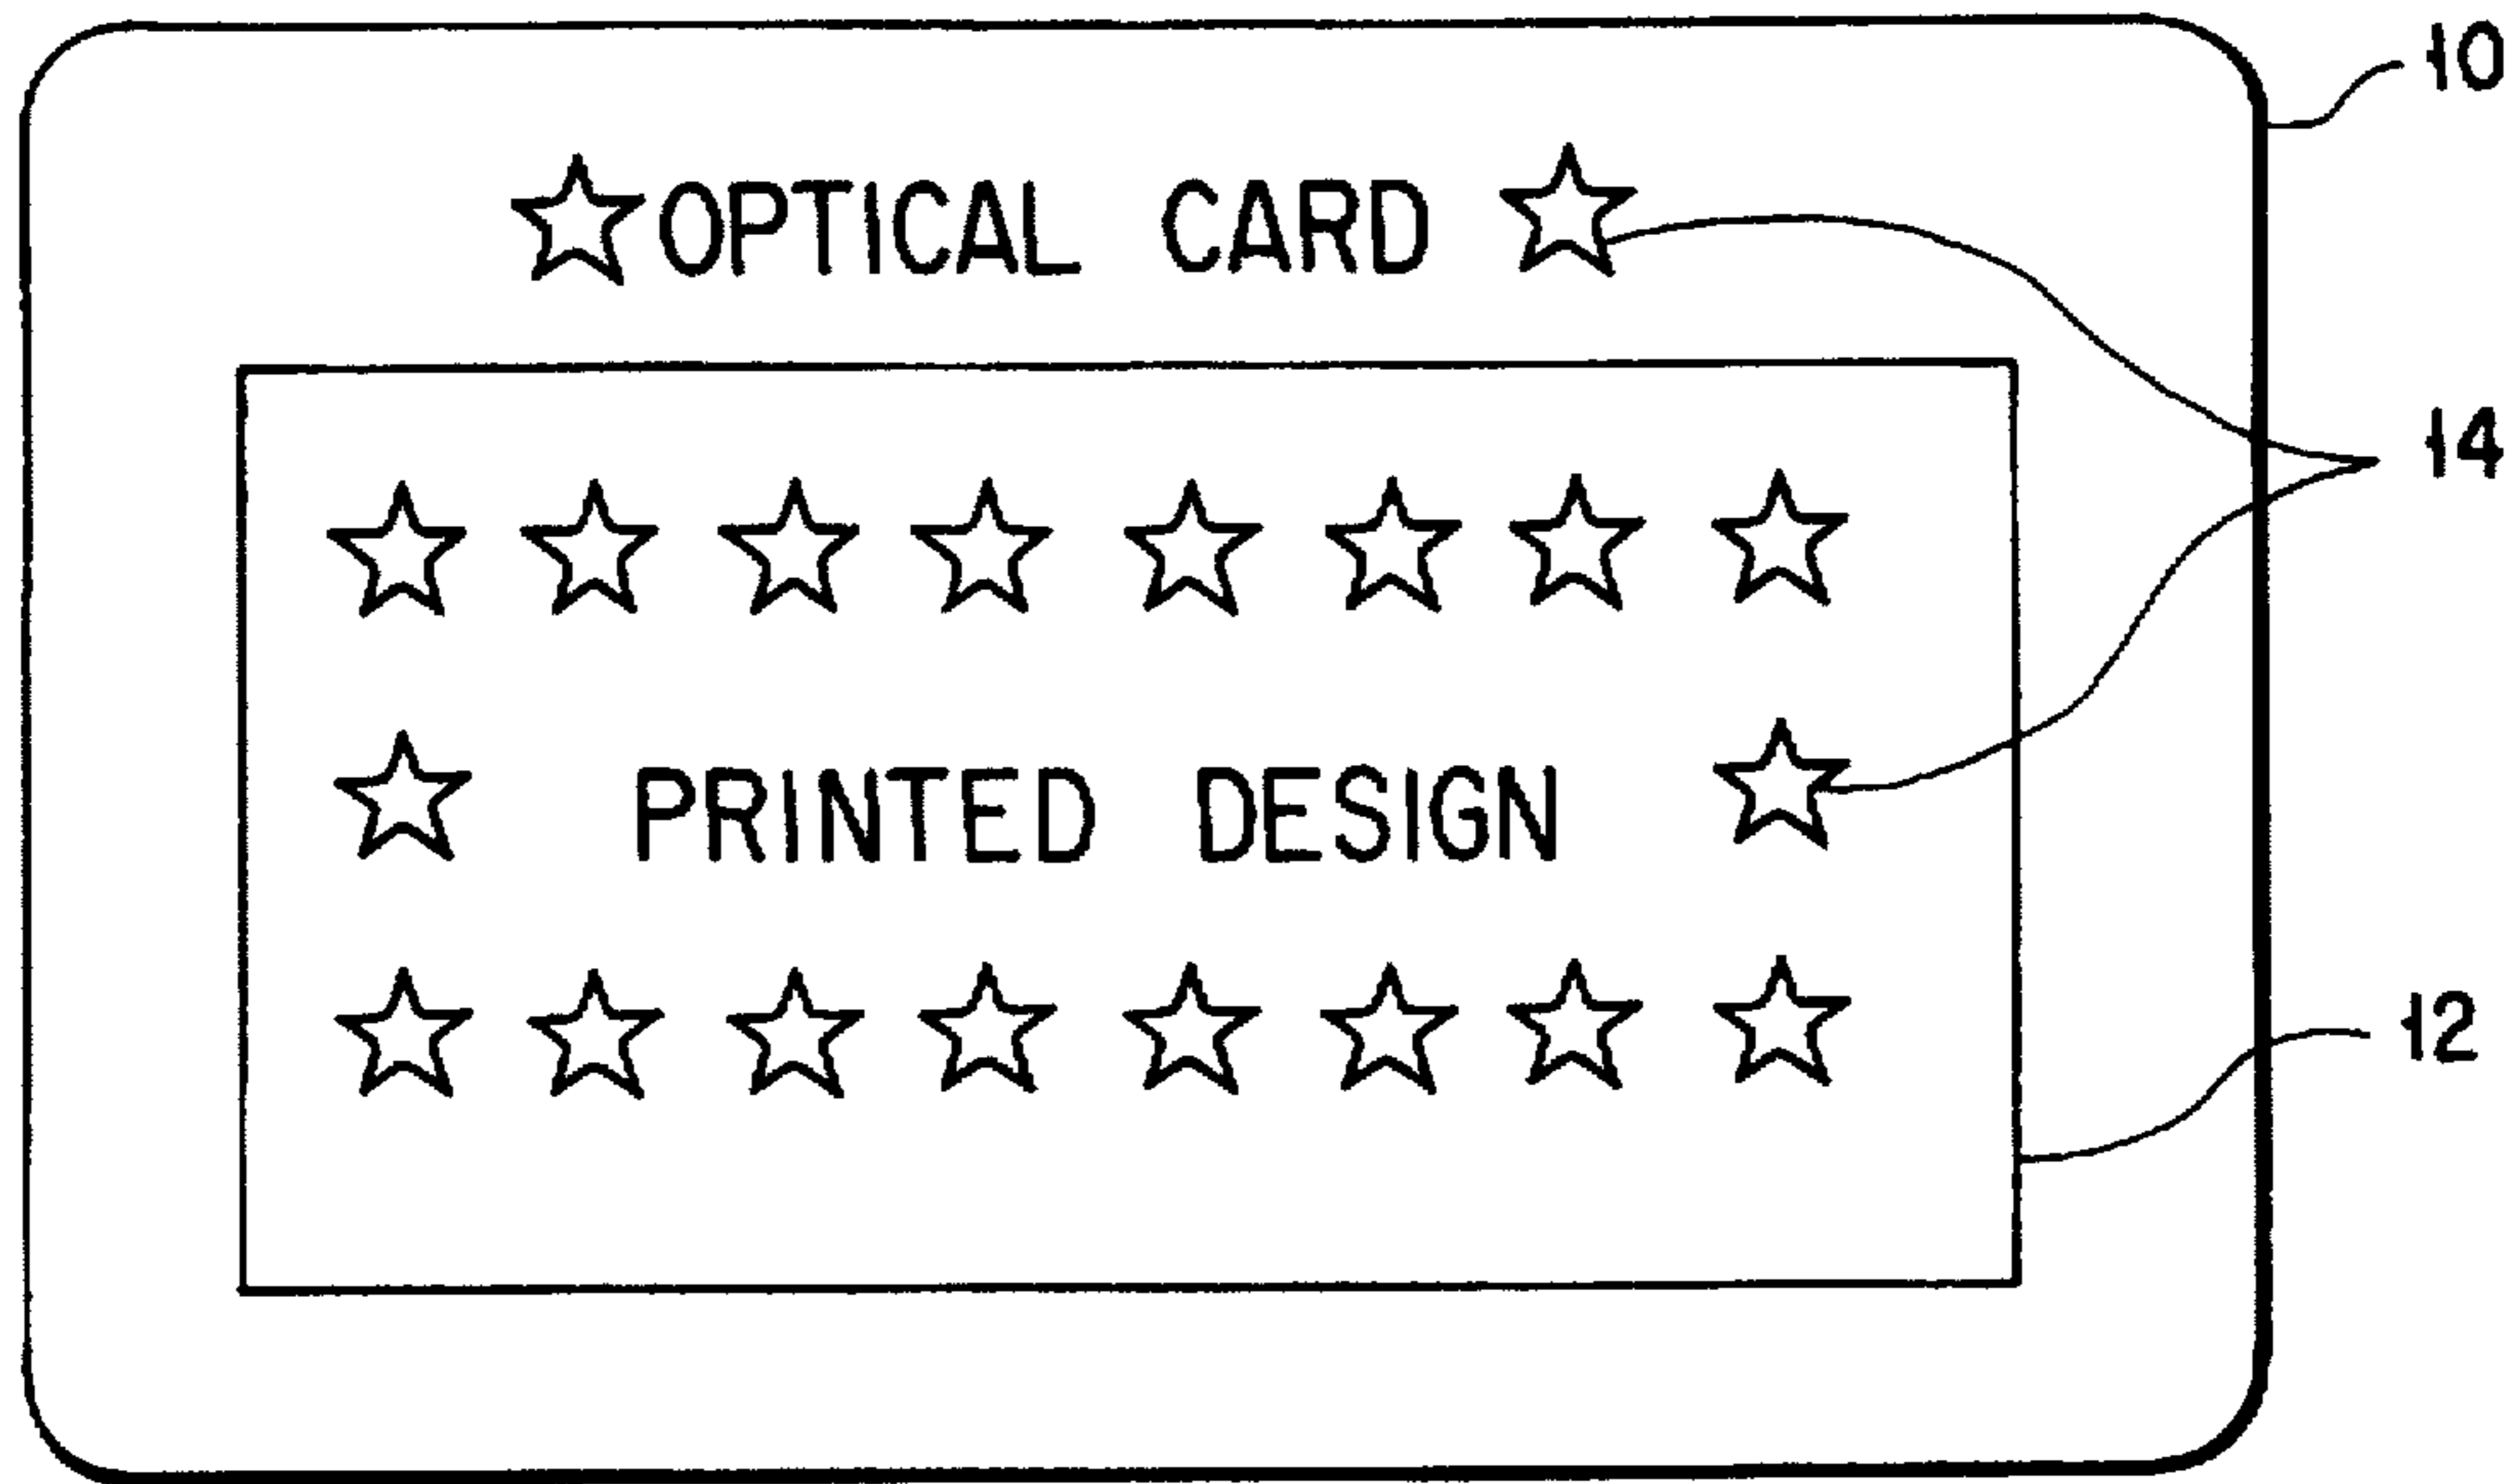 10
☆OPTICAL CARD☆
14
☆☆☆☆☆☆☆☆
☆ PRINTED DESIGN ☆
☆☆☆☆☆☆☆☆
12